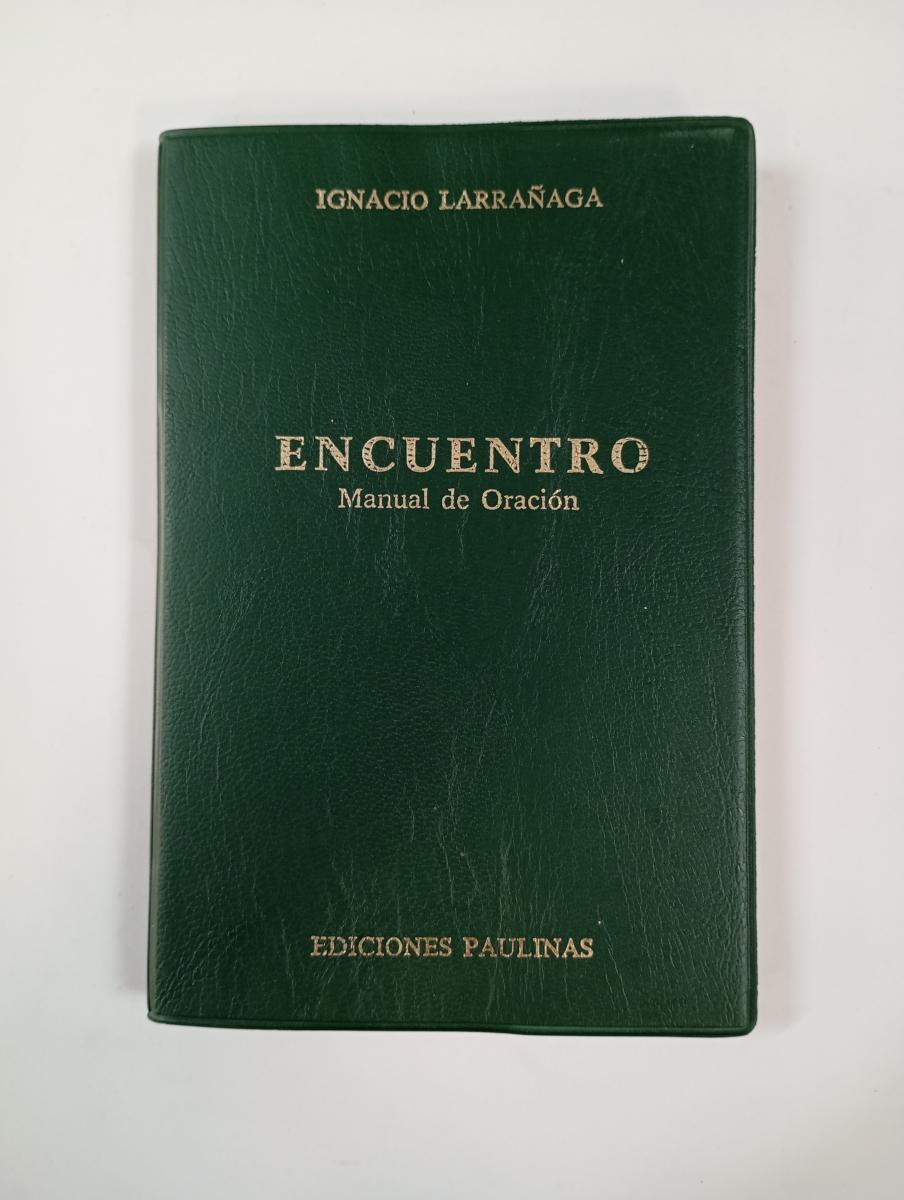 IGNACIO LARRAÑAGA
ENCUENTRO
Manual de Oración
EDICIONES PAULINAS